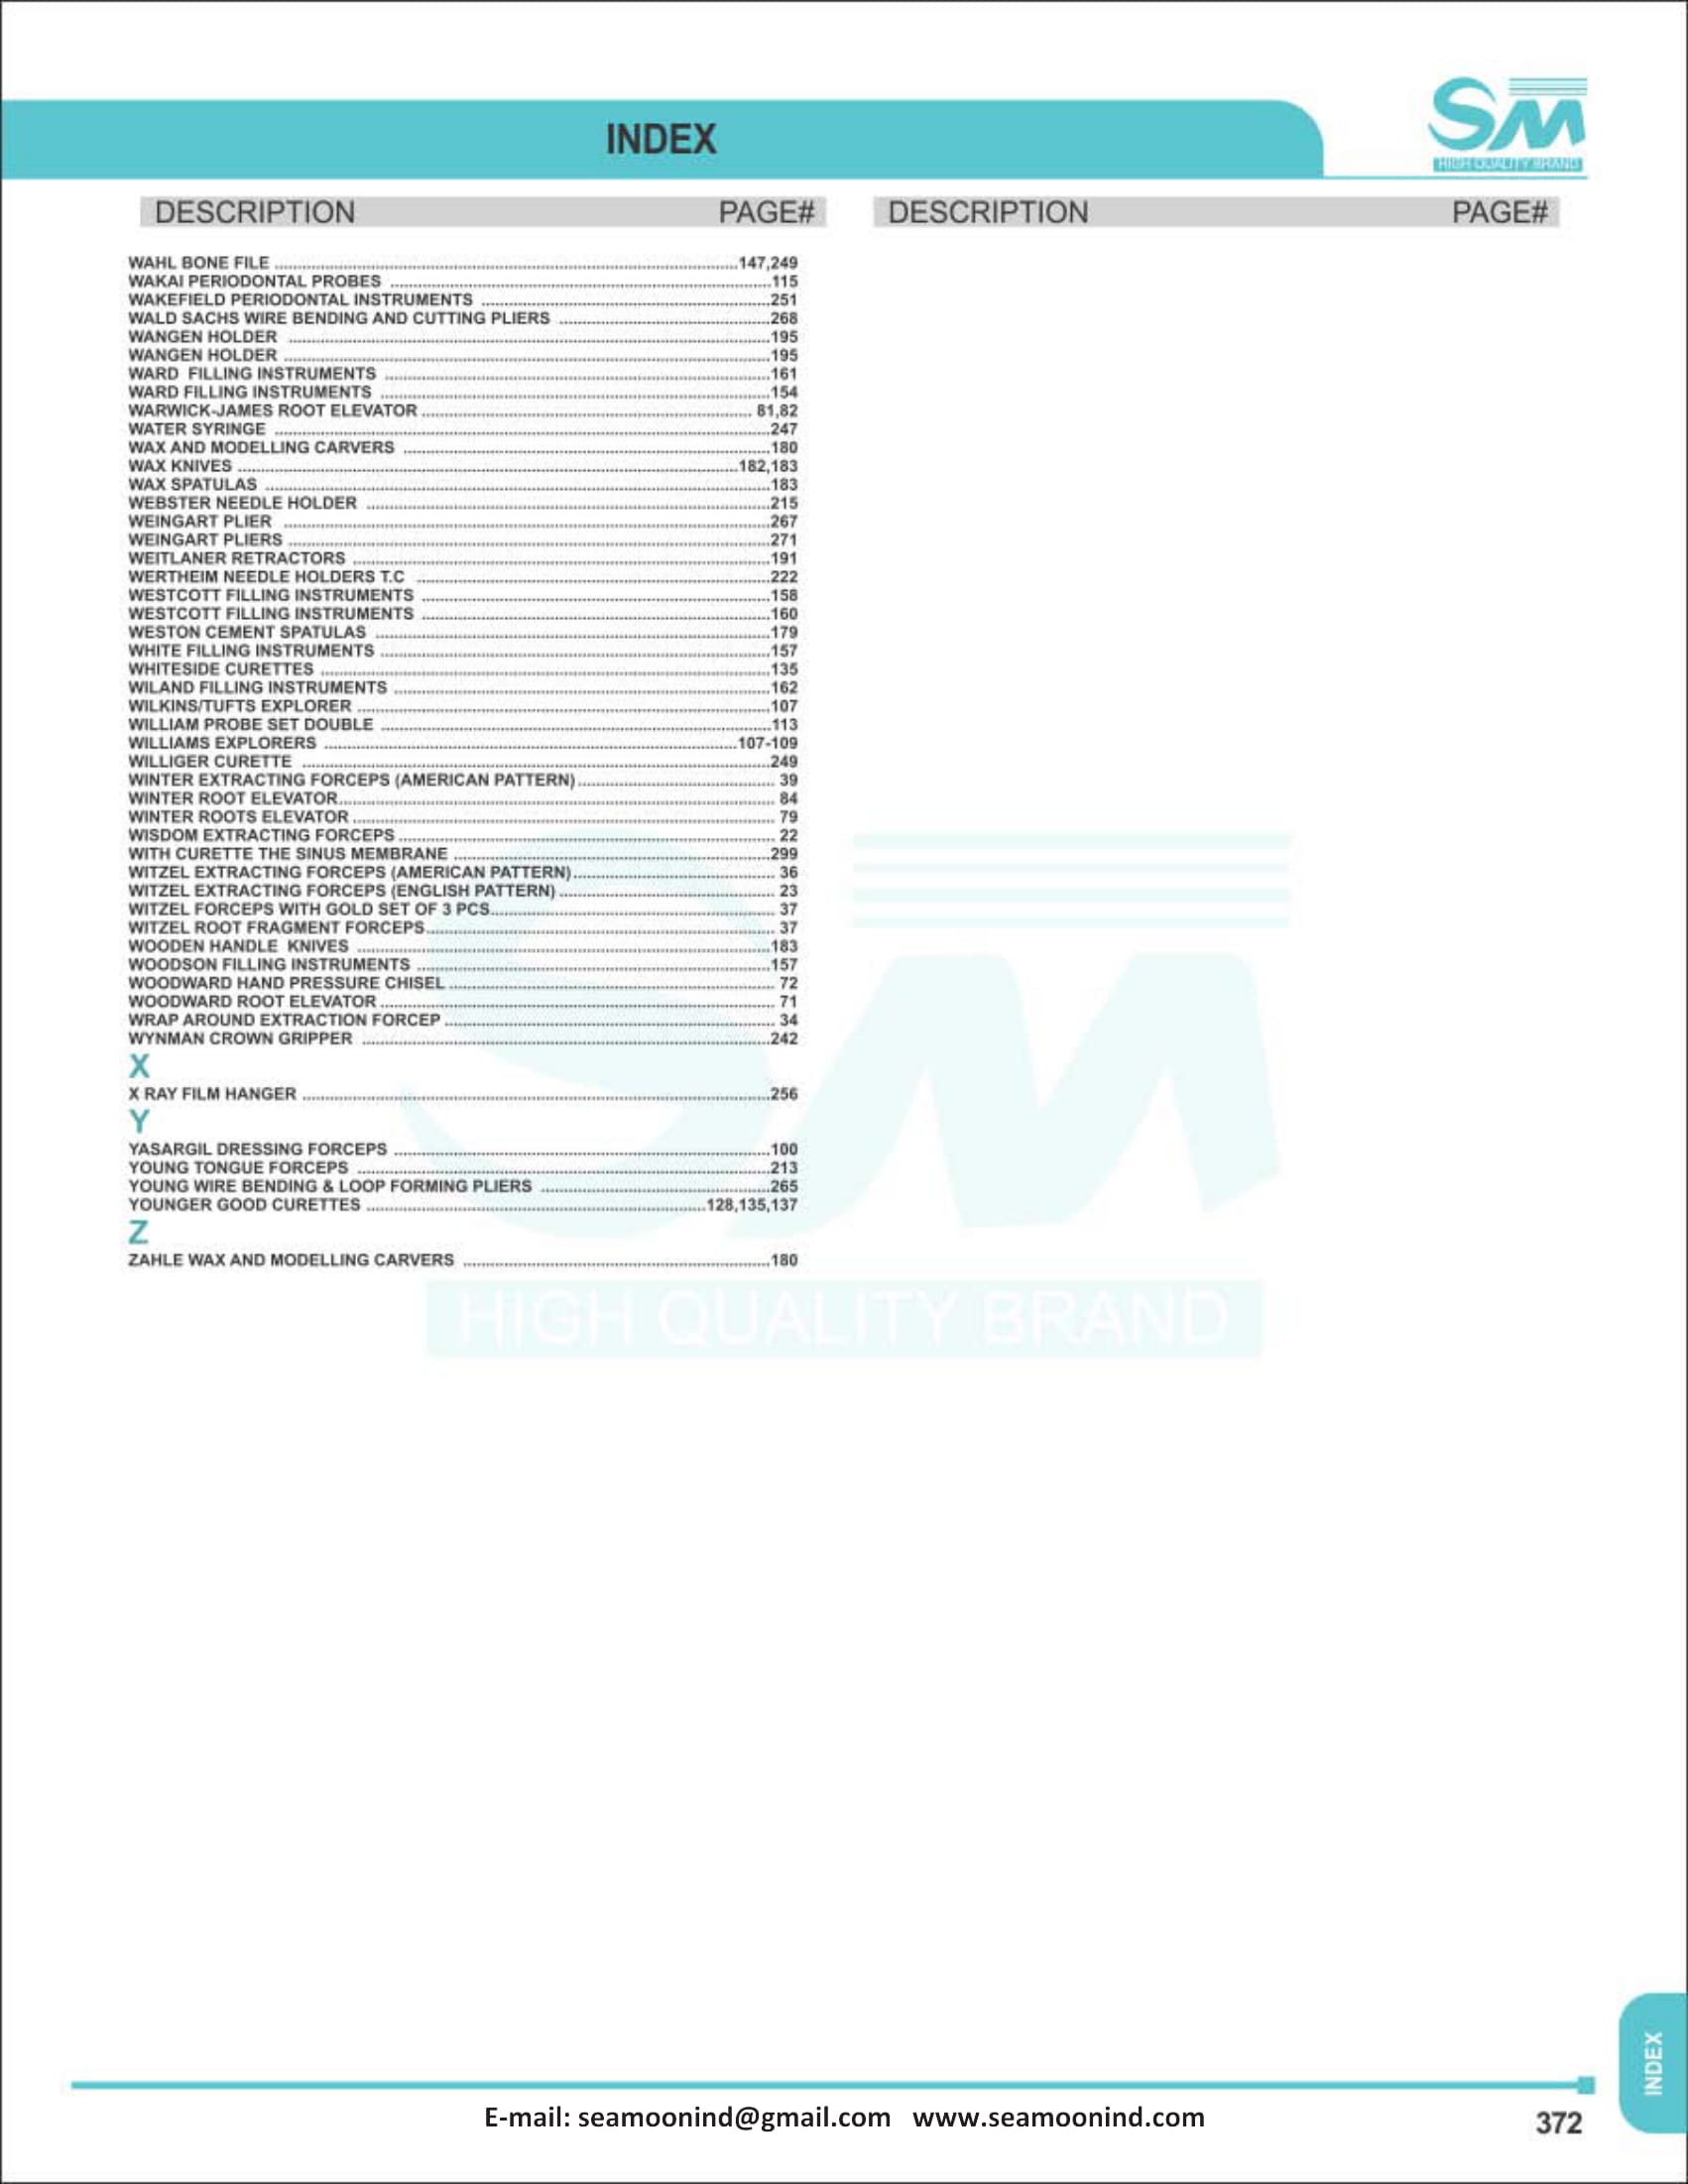 INDEX
SM
HIGH QUALITY BRAND
DESCRIPTION PAGE# DESCRIPTION PAGE#
WAHL BONE FILE ........ 147,249
WAKAI PERIODONTAL PROBES ........ 115
WAKEFIELD PERIODONTAL INSTRUMENTS ........ 251
WALD SACHS WIRE BENDING AND CUTTING PLIERS ........ 268
WANGEN HOLDER ........ 195
WANGEN HOLDER ........ 195
WARD FILLING INSTRUMENTS ........ 161
WARD FILLING INSTRUMENTS ........ 154
WARWICK-JAMES ROOT ELEVATOR ........ 81,82
WATER SYRINGE ........ 247
WAX AND MODELLING CARVERS ........ 180
WAX KNIVES ........ 182,183
WAX SPATULAS ........ 183
WEBSTER NEEDLE HOLDER ........ 215
WEINGART PLIER ........ 267
WEINGART PLIERS ........ 271
WEITLANER RETRACTORS ........ 191
WERTHEIM NEEDLE HOLDERS T.C ........ 222
WESTCOTT FILLING INSTRUMENTS ........ 158
WESTCOTT FILLING INSTRUMENTS ........ 160
WESTON CEMENT SPATULAS ........ 179
WHITE FILLING INSTRUMENTS ........ 157
WHITESIDE CURETTES ........ 135
WILAND FILLING INSTRUMENTS ........ 162
WILKINS/TUFTS EXPLORER ........ 107
WILLIAM PROBE SET DOUBLE ........ 113
WILLIAMS EXPLORERS ........ 107-109
WILLIGER CURETTE ........ 249
WINTER EXTRACTING FORCEPS (AMERICAN PATTERN) ........ 39
WINTER ROOT ELEVATOR ........ 84
WINTER ROOTS ELEVATOR ........ 79
WISDOM EXTRACTING FORCEPS ........ 22
WITH CURETTE THE SINUS MEMBRANE ........ 299
WITZEL EXTRACTING FORCEPS (AMERICAN PATTERN) ........ 36
WITZEL EXTRACTING FORCEPS (ENGLISH PATTERN) ........ 23
WITZEL FORCEPS WITH GOLD SET OF 3 PCS ........ 37
WITZEL ROOT FRAGMENT FORCEPS ........ 37
WOODEN HANDLE KNIVES ........ 183
WOODSON FILLING INSTRUMENTS ........ 157
WOODWARD HAND PRESSURE CHISEL ........ 72
WOODWARD ROOT ELEVATOR ........ 71
WRAP AROUND EXTRACTION FORCEP ........ 34
WYNMAN CROWN GRIPPER ........ 242
X
X RAY FILM HANGER ........ 256
Y
YASARGIL DRESSING FORCEPS ........ 100
YOUNG TONGUE FORCEPS ........ 213
YOUNG WIRE BENDING & LOOP FORMING PLIERS ........ 265
YOUNGER GOOD CURETTES ........ 128,135,137
Z
ZAHLE WAX AND MODELLING CARVERS ........ 180
SM
HIGH QUALITY BRAND
INDEX
E-mail: seamoonind@gmail.com www.seamoonind.com
372